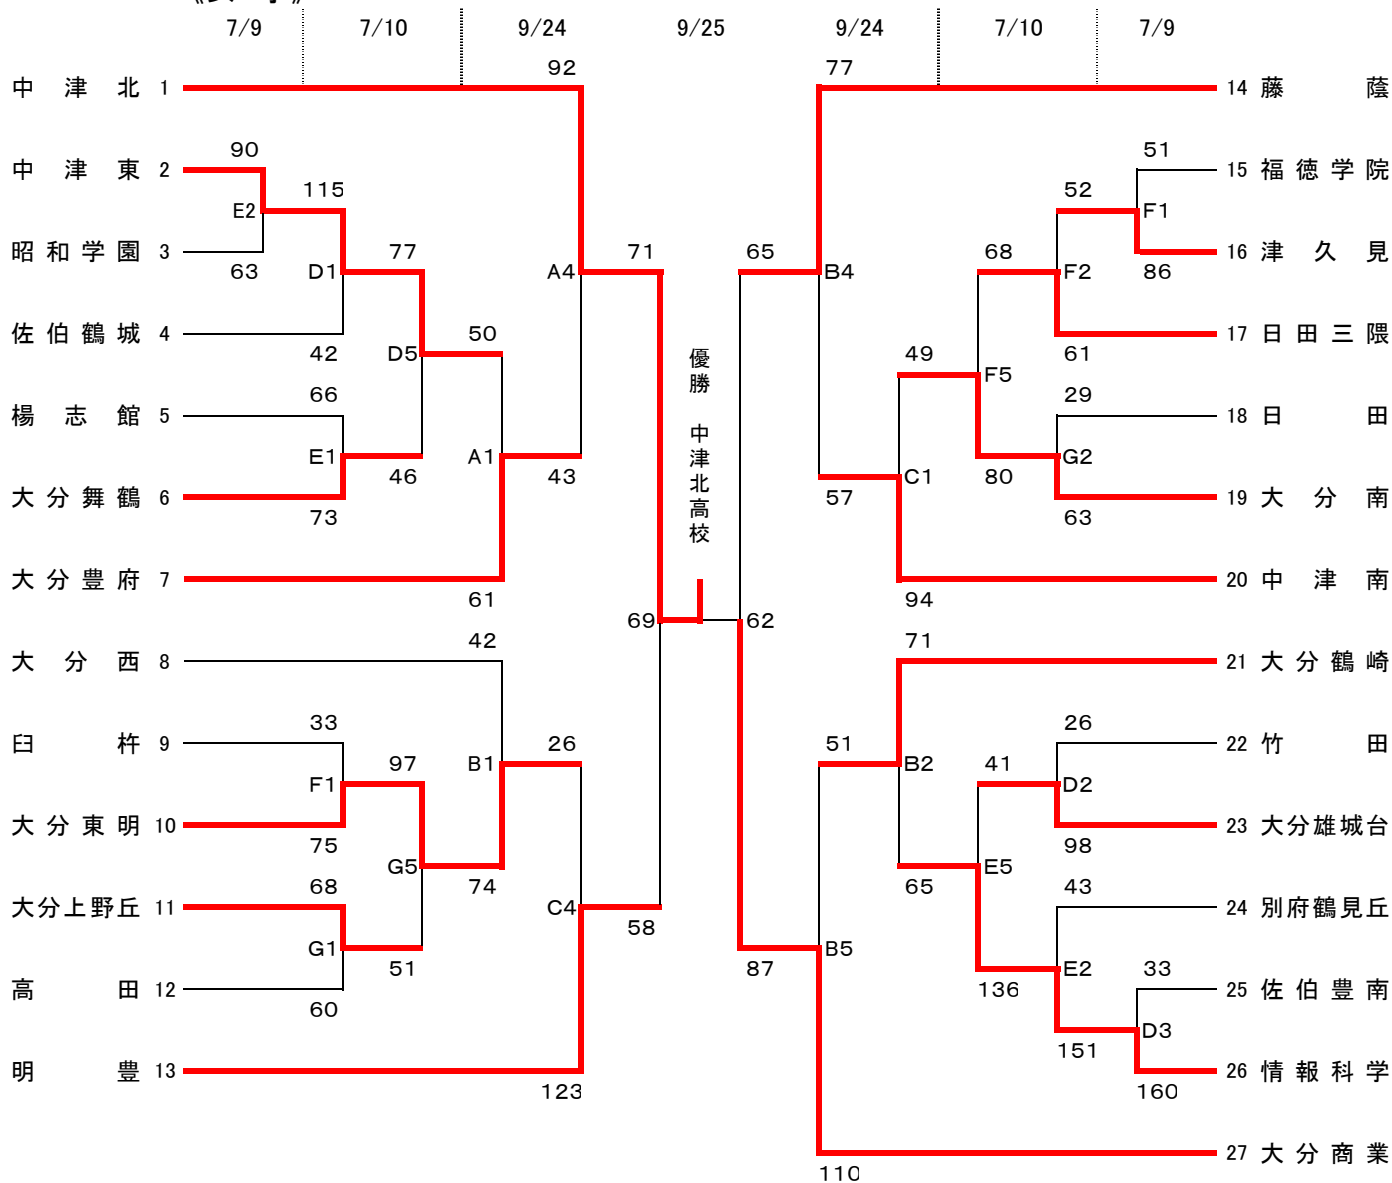 7/9 7/10 9/24 9/25 9/24 7/10 7/9
92 77
中津北 1 14 藤蔭
90 51
中津東 2 15 福徳学院
115 52
E2 F1
昭和学園 3 77 71 65 68 16 津久見
63 D1 A4 B4 F2 86
佐伯鶴城 4 50 17 日田三隈
42 D5 49 61
優勝 中津北高校
F5
66 29
楊志館 5 18 日田
E1 46 A1 43 C1 80 G2
大分舞鶴 6 57 19 大分南
73 63
大分豊府 7 20 中津南
61 94
69 62
42 71
大分西 8 21 大分鶴崎
33 26
臼杵 9 26 51 22 竹田
97 B1 B2 41
F1 D2
大分東明 10 23 大分雄城台
75 98
G5 74 65 E5
68 43
大分上野丘 11 C4 24 別府鶴見丘
58
G1 51 87 B5 E2 33
高田 12 136 25 佐伯豊南
60 D3
151
明豊 13 26 情報科学
123 160
27 大分商業
110